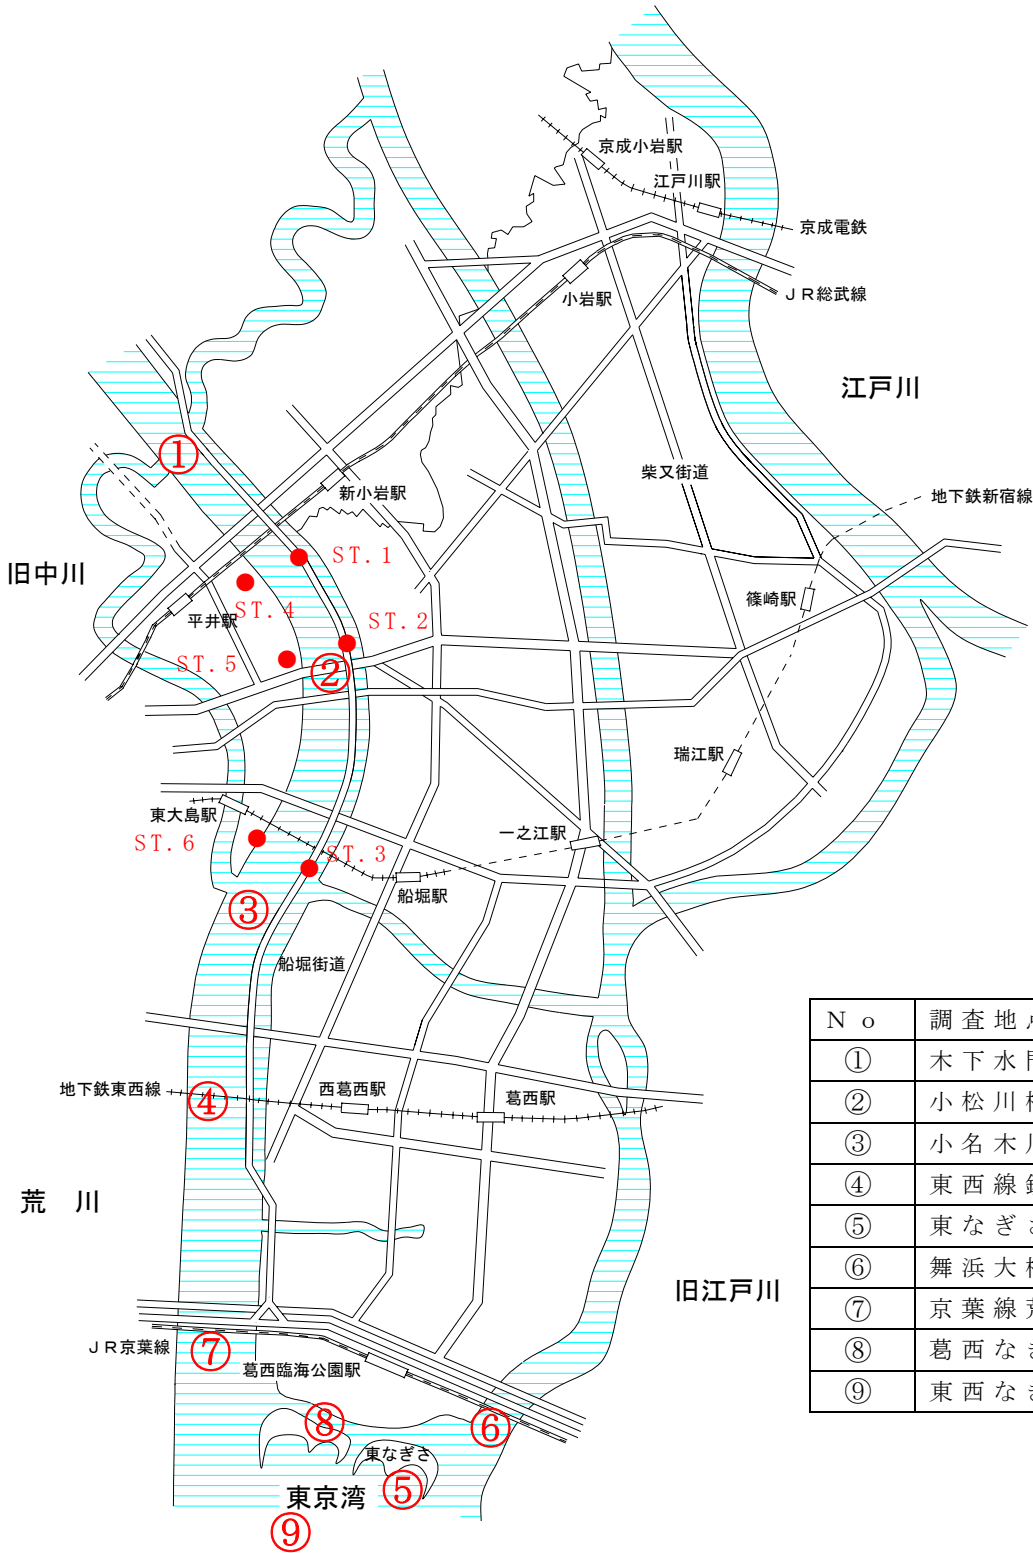 京成小岩駅
江戸川駅
京成電鉄
小岩駅
ＪＲ総武線
江戸川
①
新小岩駅
柴又街道
地下鉄新宿線
旧中川
ST.1
ST.4
平井駅
ST.2
篠崎駅
ST.5
②
瑞江駅
東大島駅
ST.6
一之江駅
ST.3
船堀駅
③
船堀街道
地下鉄東西線
④
西葛西駅
葛西駅
荒　川
旧江戸川
ＪＲ京葉線
⑦
葛西臨海公園駅
⑧
⑥
東なぎさ
⑤
東京湾
⑨
Ｎｏ 調査地
① 木下水
② 小松川
③ 小名木
④ 東西線
⑤ 東なぎ
⑥ 舞浜大
⑦ 京葉線
⑧ 葛西な
⑨ 東西な